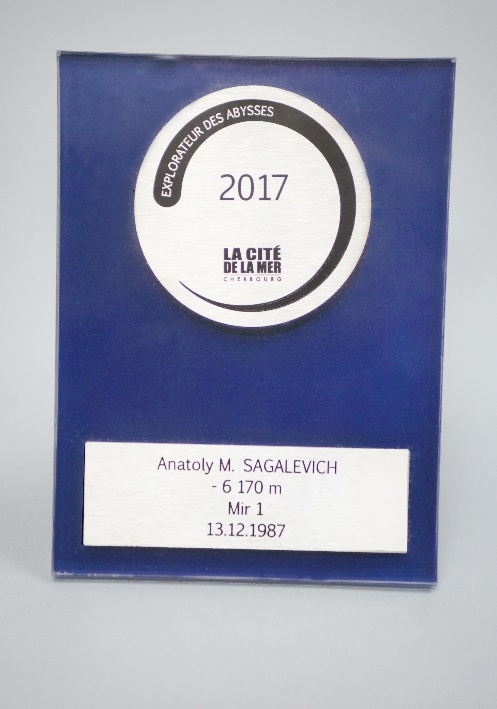 EXPLORATEUR DES ABYSSES
2017
LA CITÉ
DE LA MER
CHERBOURG
Anatoly M. SAGALEVICH
- 6 170 m
Mir 1
13.12.1987